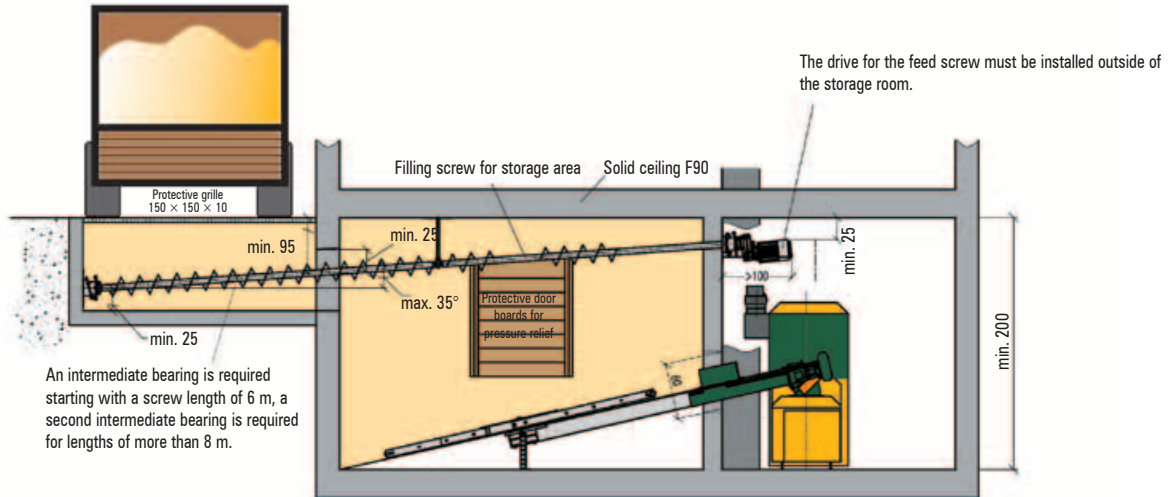 The drive for the feed screw must be installed outside of
the storage room.
Filling screw for storage area
Solid ceiling F90
Protective grille
150 × 150 × 10
min. 95
min. 25
min. 25
>100
max. 35°
Protective door
boards for
pressure relief
min. 25
min. 200
65
An intermediate bearing is required
starting with a screw length of 6 m, a
second intermediate bearing is required
for lengths of more than 8 m.